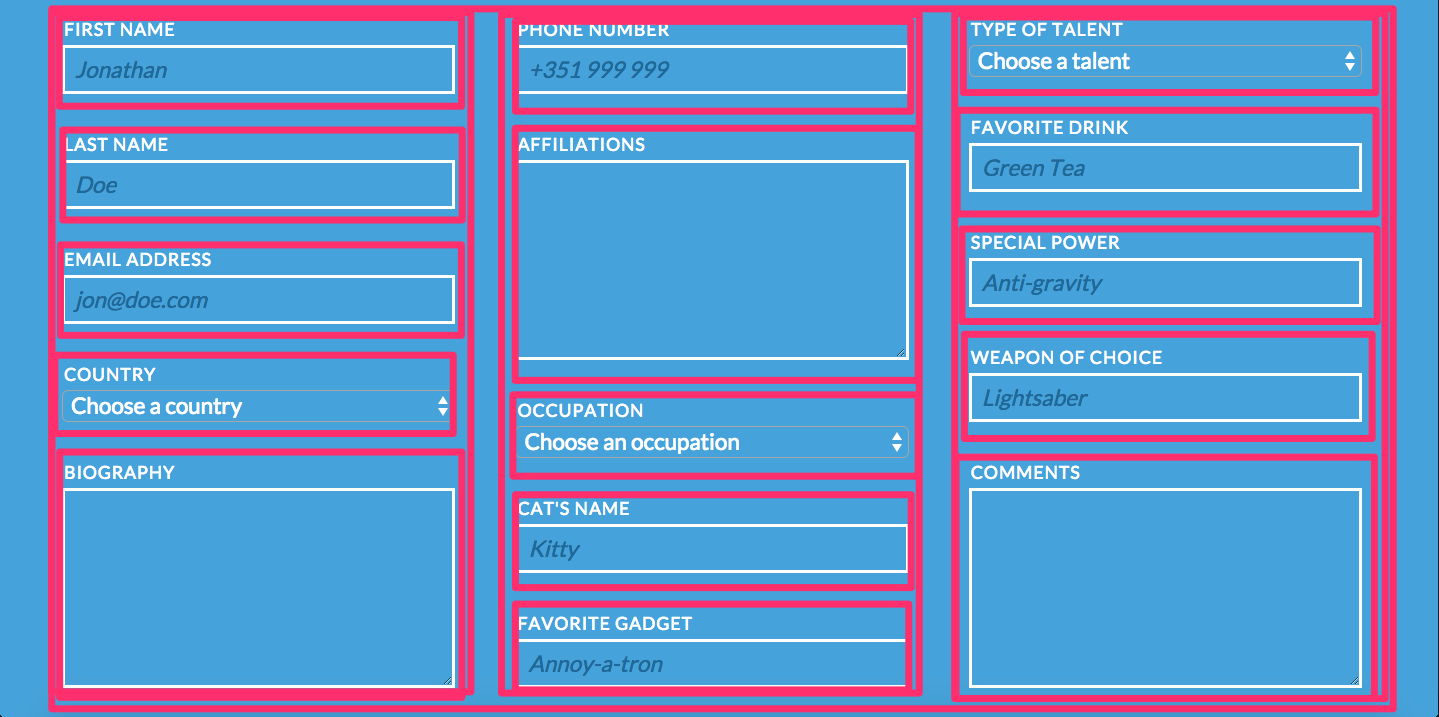 FIRST NAME
Jonathan
LAST NAME
Doe
EMAIL ADDRESS
jon@doe.com
COUNTRY
Choose a country
BIOGRAPHY
PHONE NUMBER
+351 999 999
AFFILIATIONS
OCCUPATION
Choose an occupation
CAT'S NAME
Kitty
FAVORITE GADGET
Annoy-a-tron
TYPE OF TALENT
Choose a talent
FAVORITE DRINK
Green Tea
SPECIAL POWER
Anti-gravity
WEAPON OF CHOICE
Lightsaber
COMMENTS